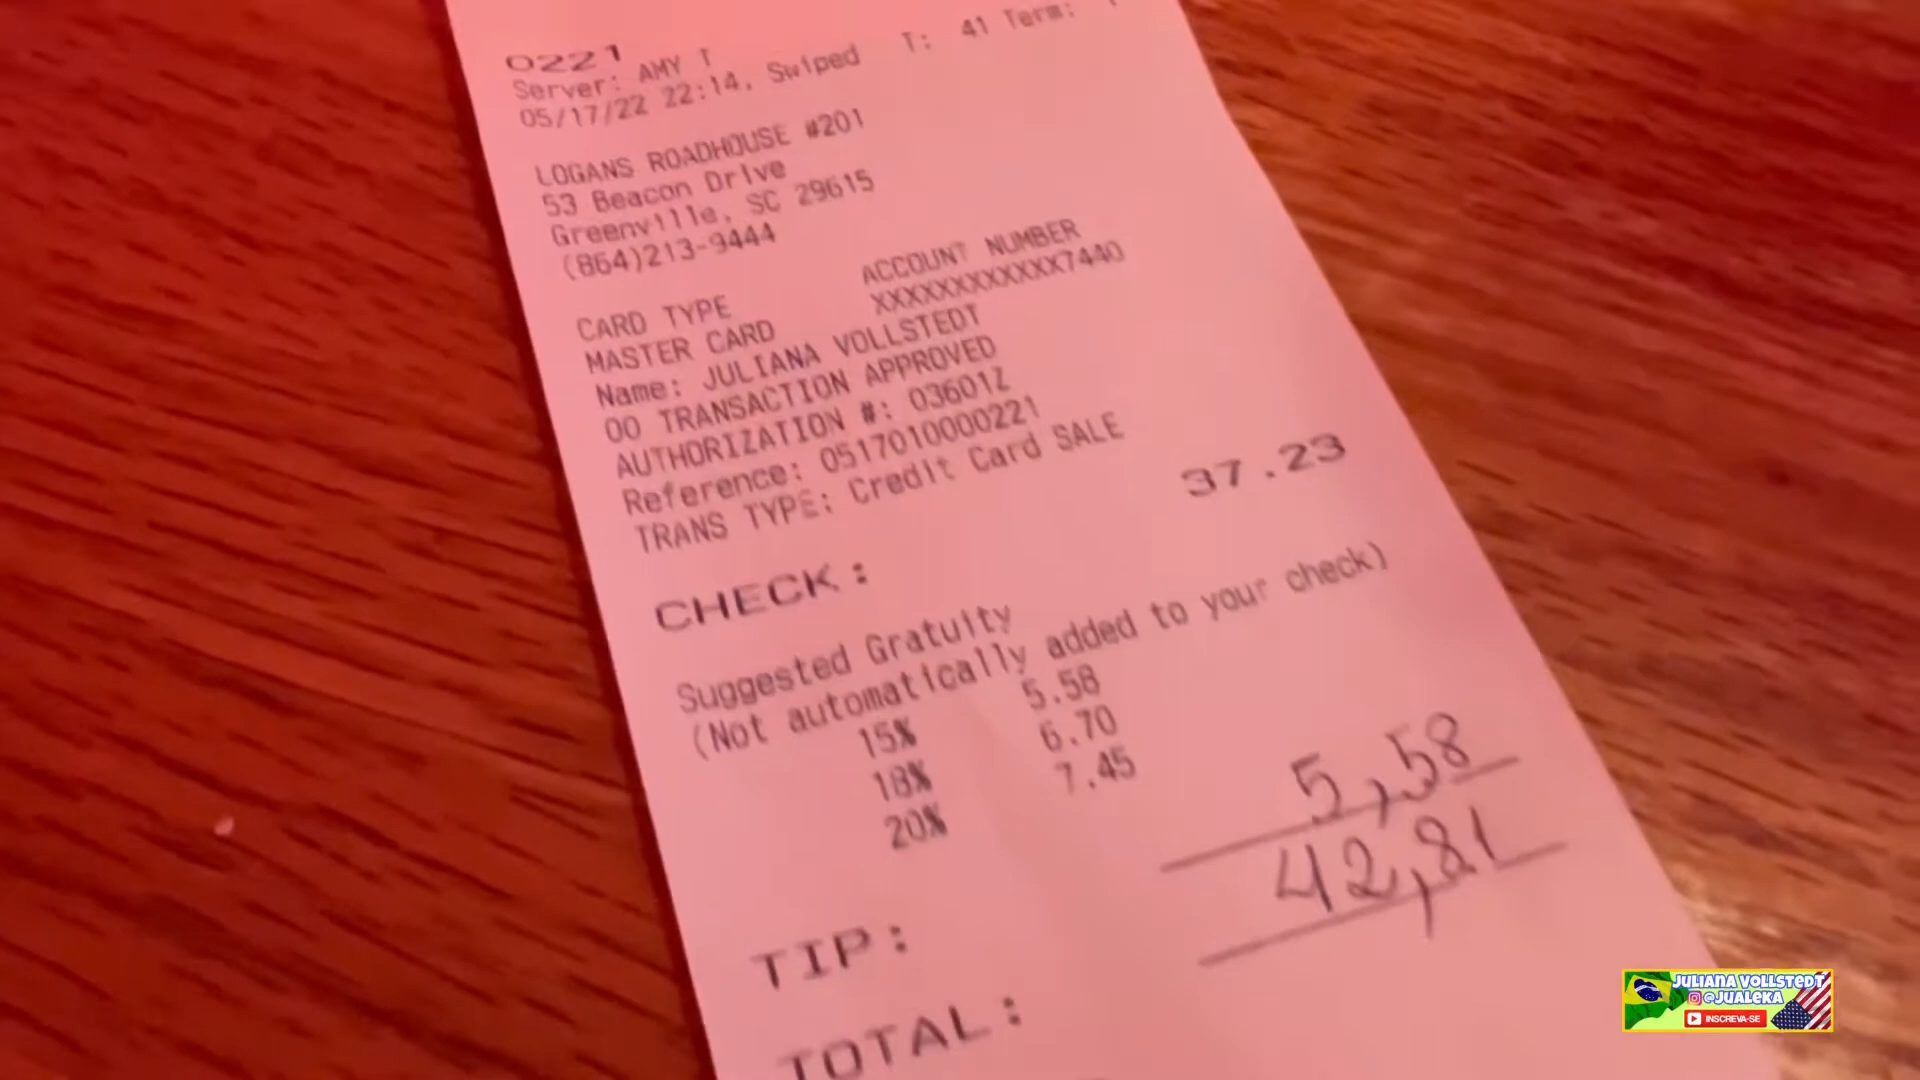 0221
Server: AMY T
05/17/22 22:14, Swiped T: 41 Term:
LOGANS ROADHOUSE #201
53 Beacon Drive
Greenville, SC 29615
(864)213-9444
CARD TYPE ACCOUNT NUMBER
MASTER CARD XXXXXXXXXXXX7440
Name: JULIANA VOLLSTEDT
00 TRANSACTION APPROVED
AUTHORIZATION #: 03601Z
Reference: 0517010000221
TRANS TYPE: Credit Card SALE
CHECK: 37.23
Suggested Gratuity
(Not automatically added to your check)
15% 5.58
18% 6.70
20% 7.45
TIP: 5,58
TOTAL: 42,81
JULIANA VOLLSTEDT
@JUALEKA
INSCREVA-SE